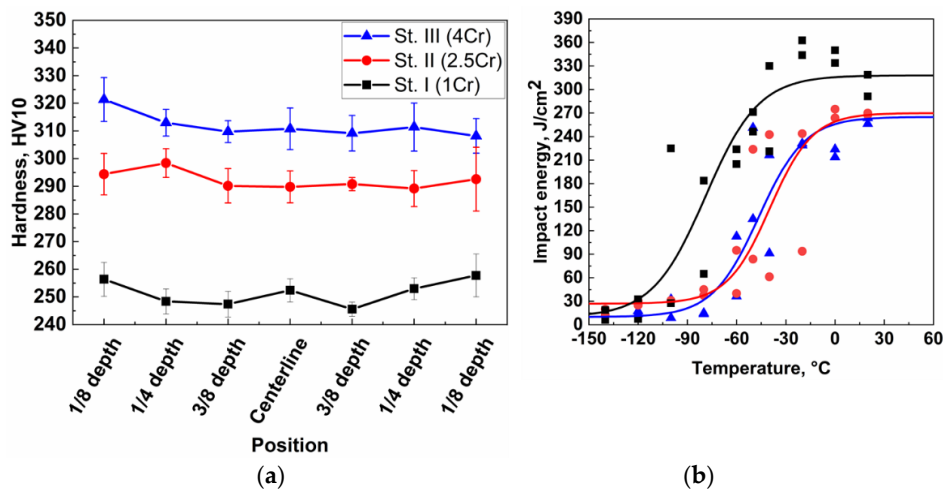 350
340
330
320
310
300
290
280
270
260
250
240
Hardness, HV10
St. III (4Cr)
St. II (2.5Cr)
St. I (1Cr)
1/8 depth
1/4 depth
3/8 depth
Centerline
3/8 depth
1/4 depth
1/8 depth
Position
(a)
390
360
330
300
270
240
210
180
150
120
90
60
30
0
Impact energy, J/cm²
-150
-120
-90
-60
-30
0
30
60
Temperature, °C
(b)